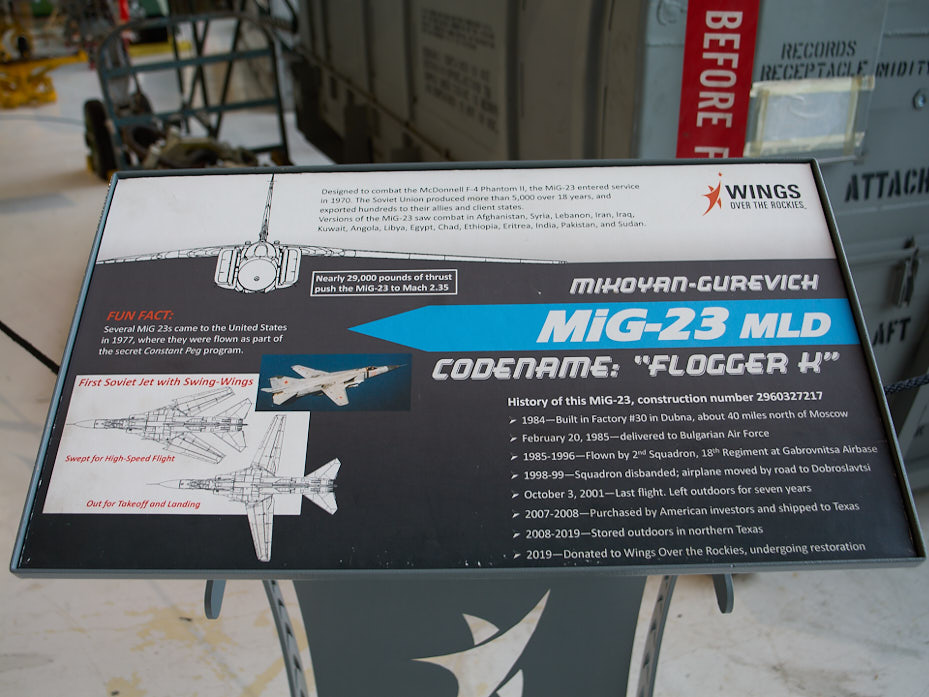 BEFORE
RECORDS
RECEPTACLE
MIDITY
ATTACH
AFT
Designed to combat the McDonnell F-4 Phantom II, the MiG-23 entered service
in 1970. The Soviet Union produced more than 5,000 over 18 years, and
exported hundreds to their allies and client states.
Versions of the MiG-23 saw combat in Afghanistan, Syria, Lebanon, Iran, Iraq,
Kuwait, Angola, Libya, Egypt, Chad, Ethiopia, Eritrea, India, Pakistan, and Sudan.
WINGS
OVER THE ROCKIES
Nearly 29,000 pounds of thrust
push the MiG-23 to Mach 2.35
MIKOYAN-GUREVICH
MiG-23 MLD
CODENAME: "FLOGGER K"
FUN FACT:
Several MiG 23s came to the United States
in 1977, where they were flown as part of
the secret Constant Peg program.
First Soviet Jet with Swing-Wings
Swept for High-Speed Flight
Out for Takeoff and Landing
History of this MiG-23, construction number 2960327217
➢ 1984—Built in Factory #30 in Dubna, about 40 miles north of Moscow
➢ February 20, 1985—delivered to Bulgarian Air Force
➢ 1985-1996—Flown by 2nd Squadron, 18th Regiment at Gabrovnitsa Airbase
➢ 1998-99—Squadron disbanded; airplane moved by road to Dobroslavtsi
➢ October 3, 2001—Last flight. Left outdoors for seven years
➢ 2007-2008—Purchased by American investors and shipped to Texas
➢ 2008-2019—Stored outdoors in northern Texas
➢ 2019—Donated to Wings Over the Rockies, undergoing restoration